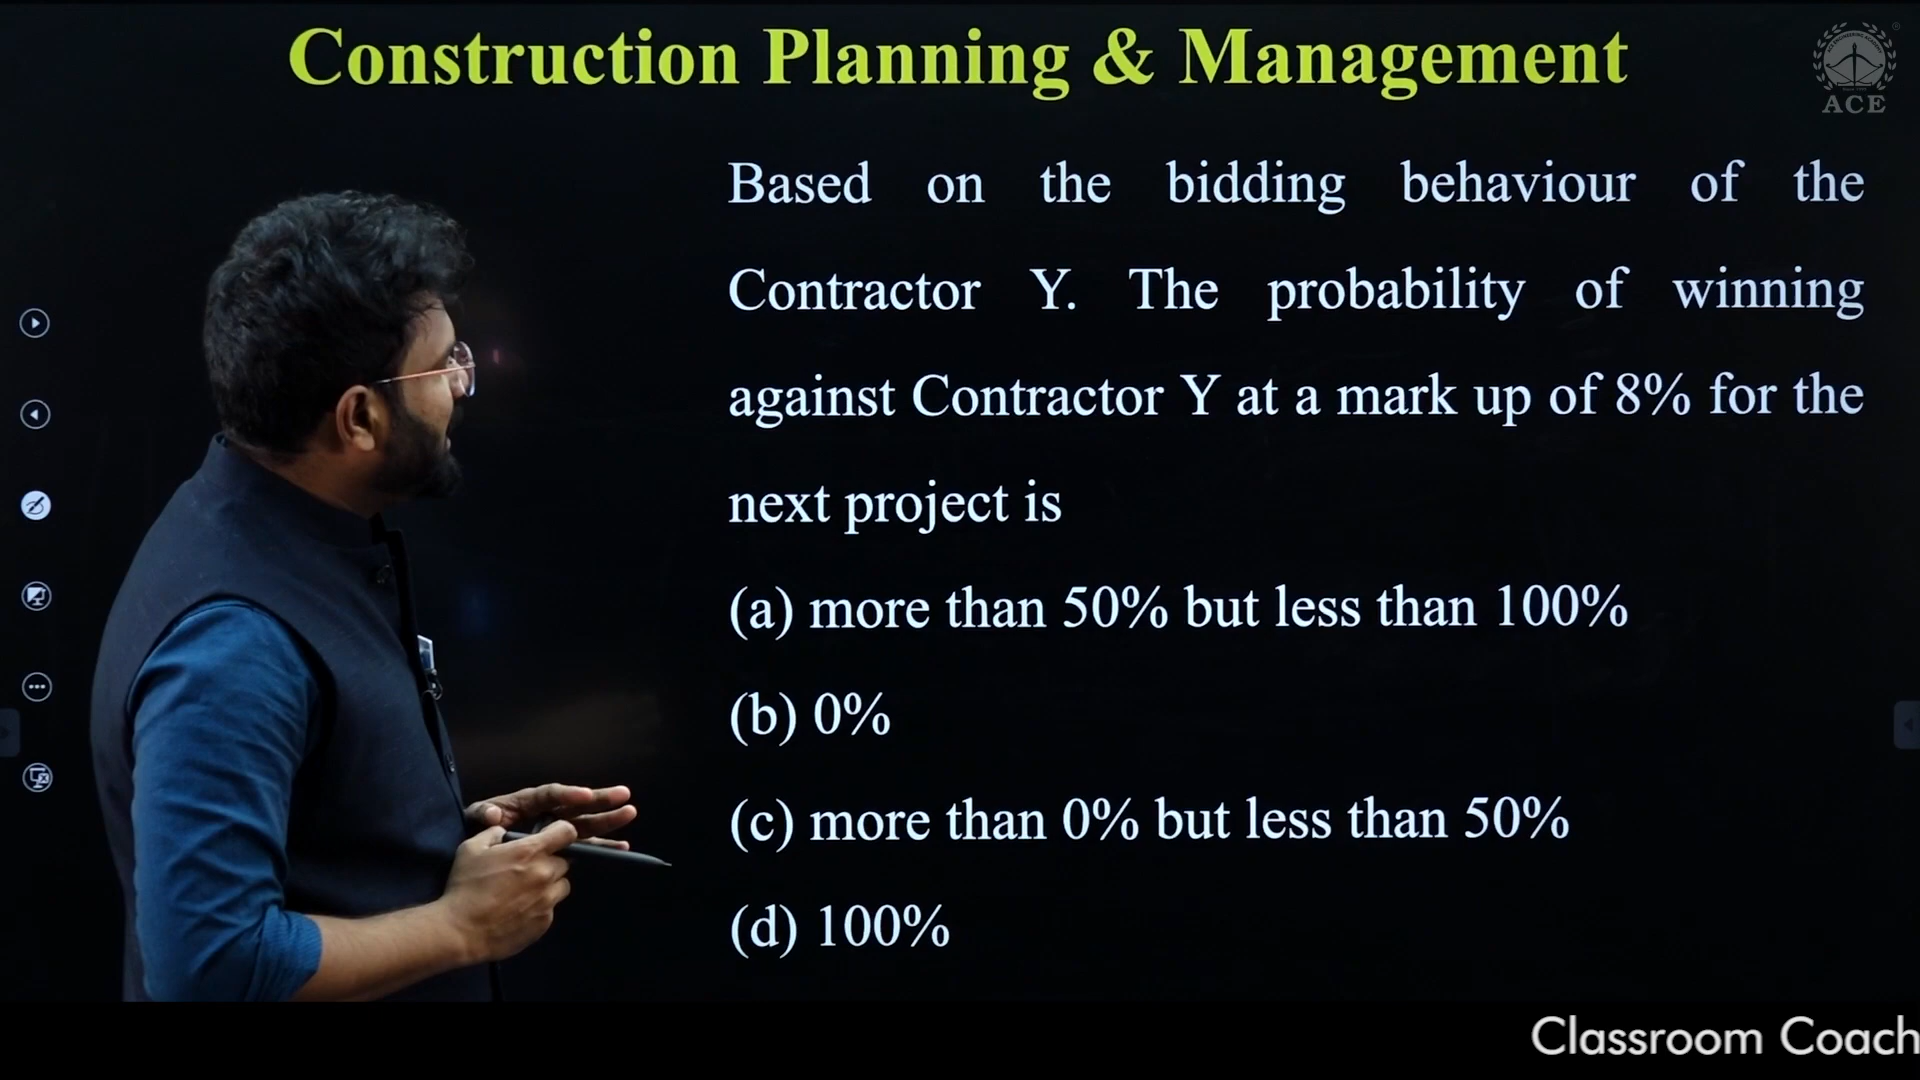 Construction Planning & Management
ACE
Based on the bidding behaviour of the
Contractor Y. The probability of winning
against Contractor Y at a mark up of 8% for the
next project is
(a) more than 50% but less than 100%
(b) 0%
(c) more than 0% but less than 50%
(d) 100%
Classroom Coach